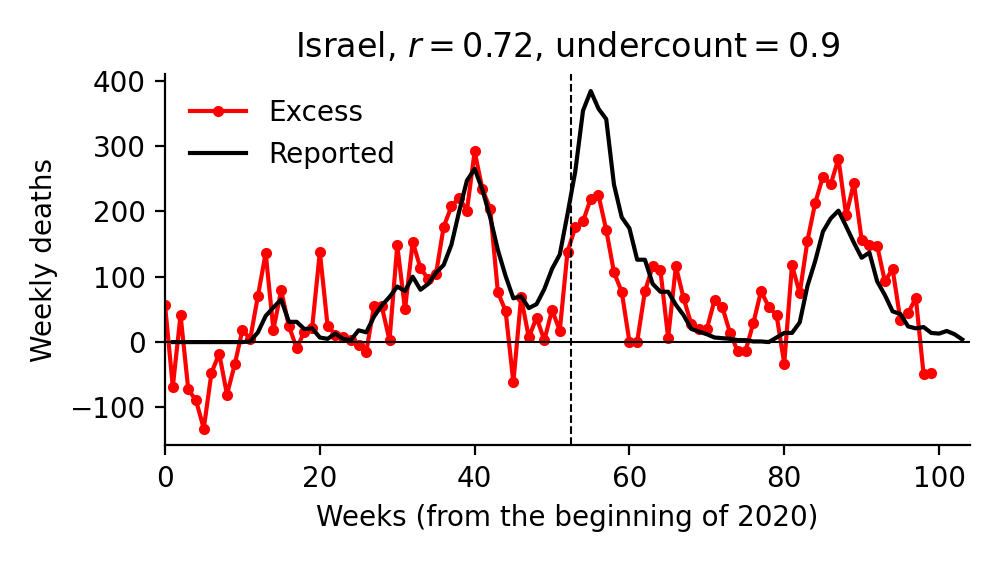 Israel, r = 0.72, undercount = 0.9
400
300
200
100
0
−100
Weekly deaths
Excess
Reported
0 20 40 60 80 100
Weeks (from the beginning of 2020)